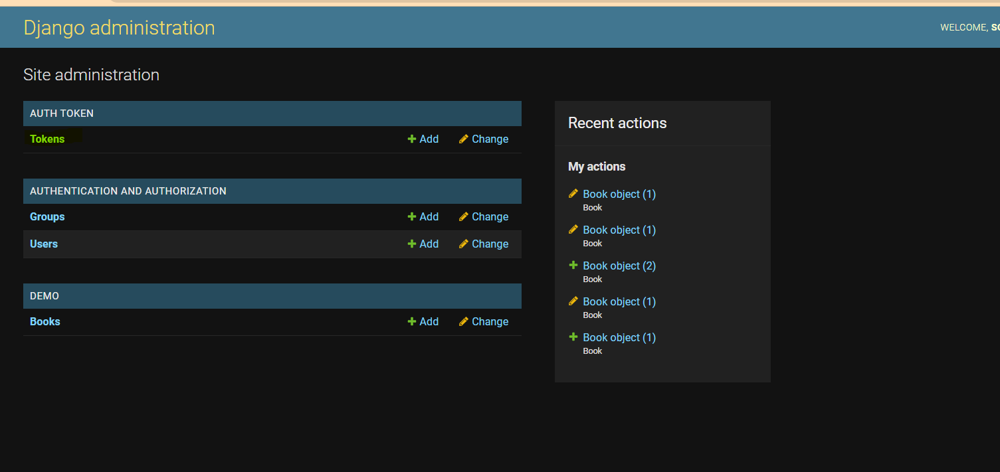 Django administration
WELCOME,
Site administration
AUTH TOKEN
Tokens Add Change
AUTHENTICATION AND AUTHORIZATION
Groups Add Change
Users Add Change
DEMO
Books Add Change
Recent actions
My actions
Book object (1)
Book
Book object (1)
Book
Book object (2)
Book
Book object (1)
Book
Book object (1)
Book